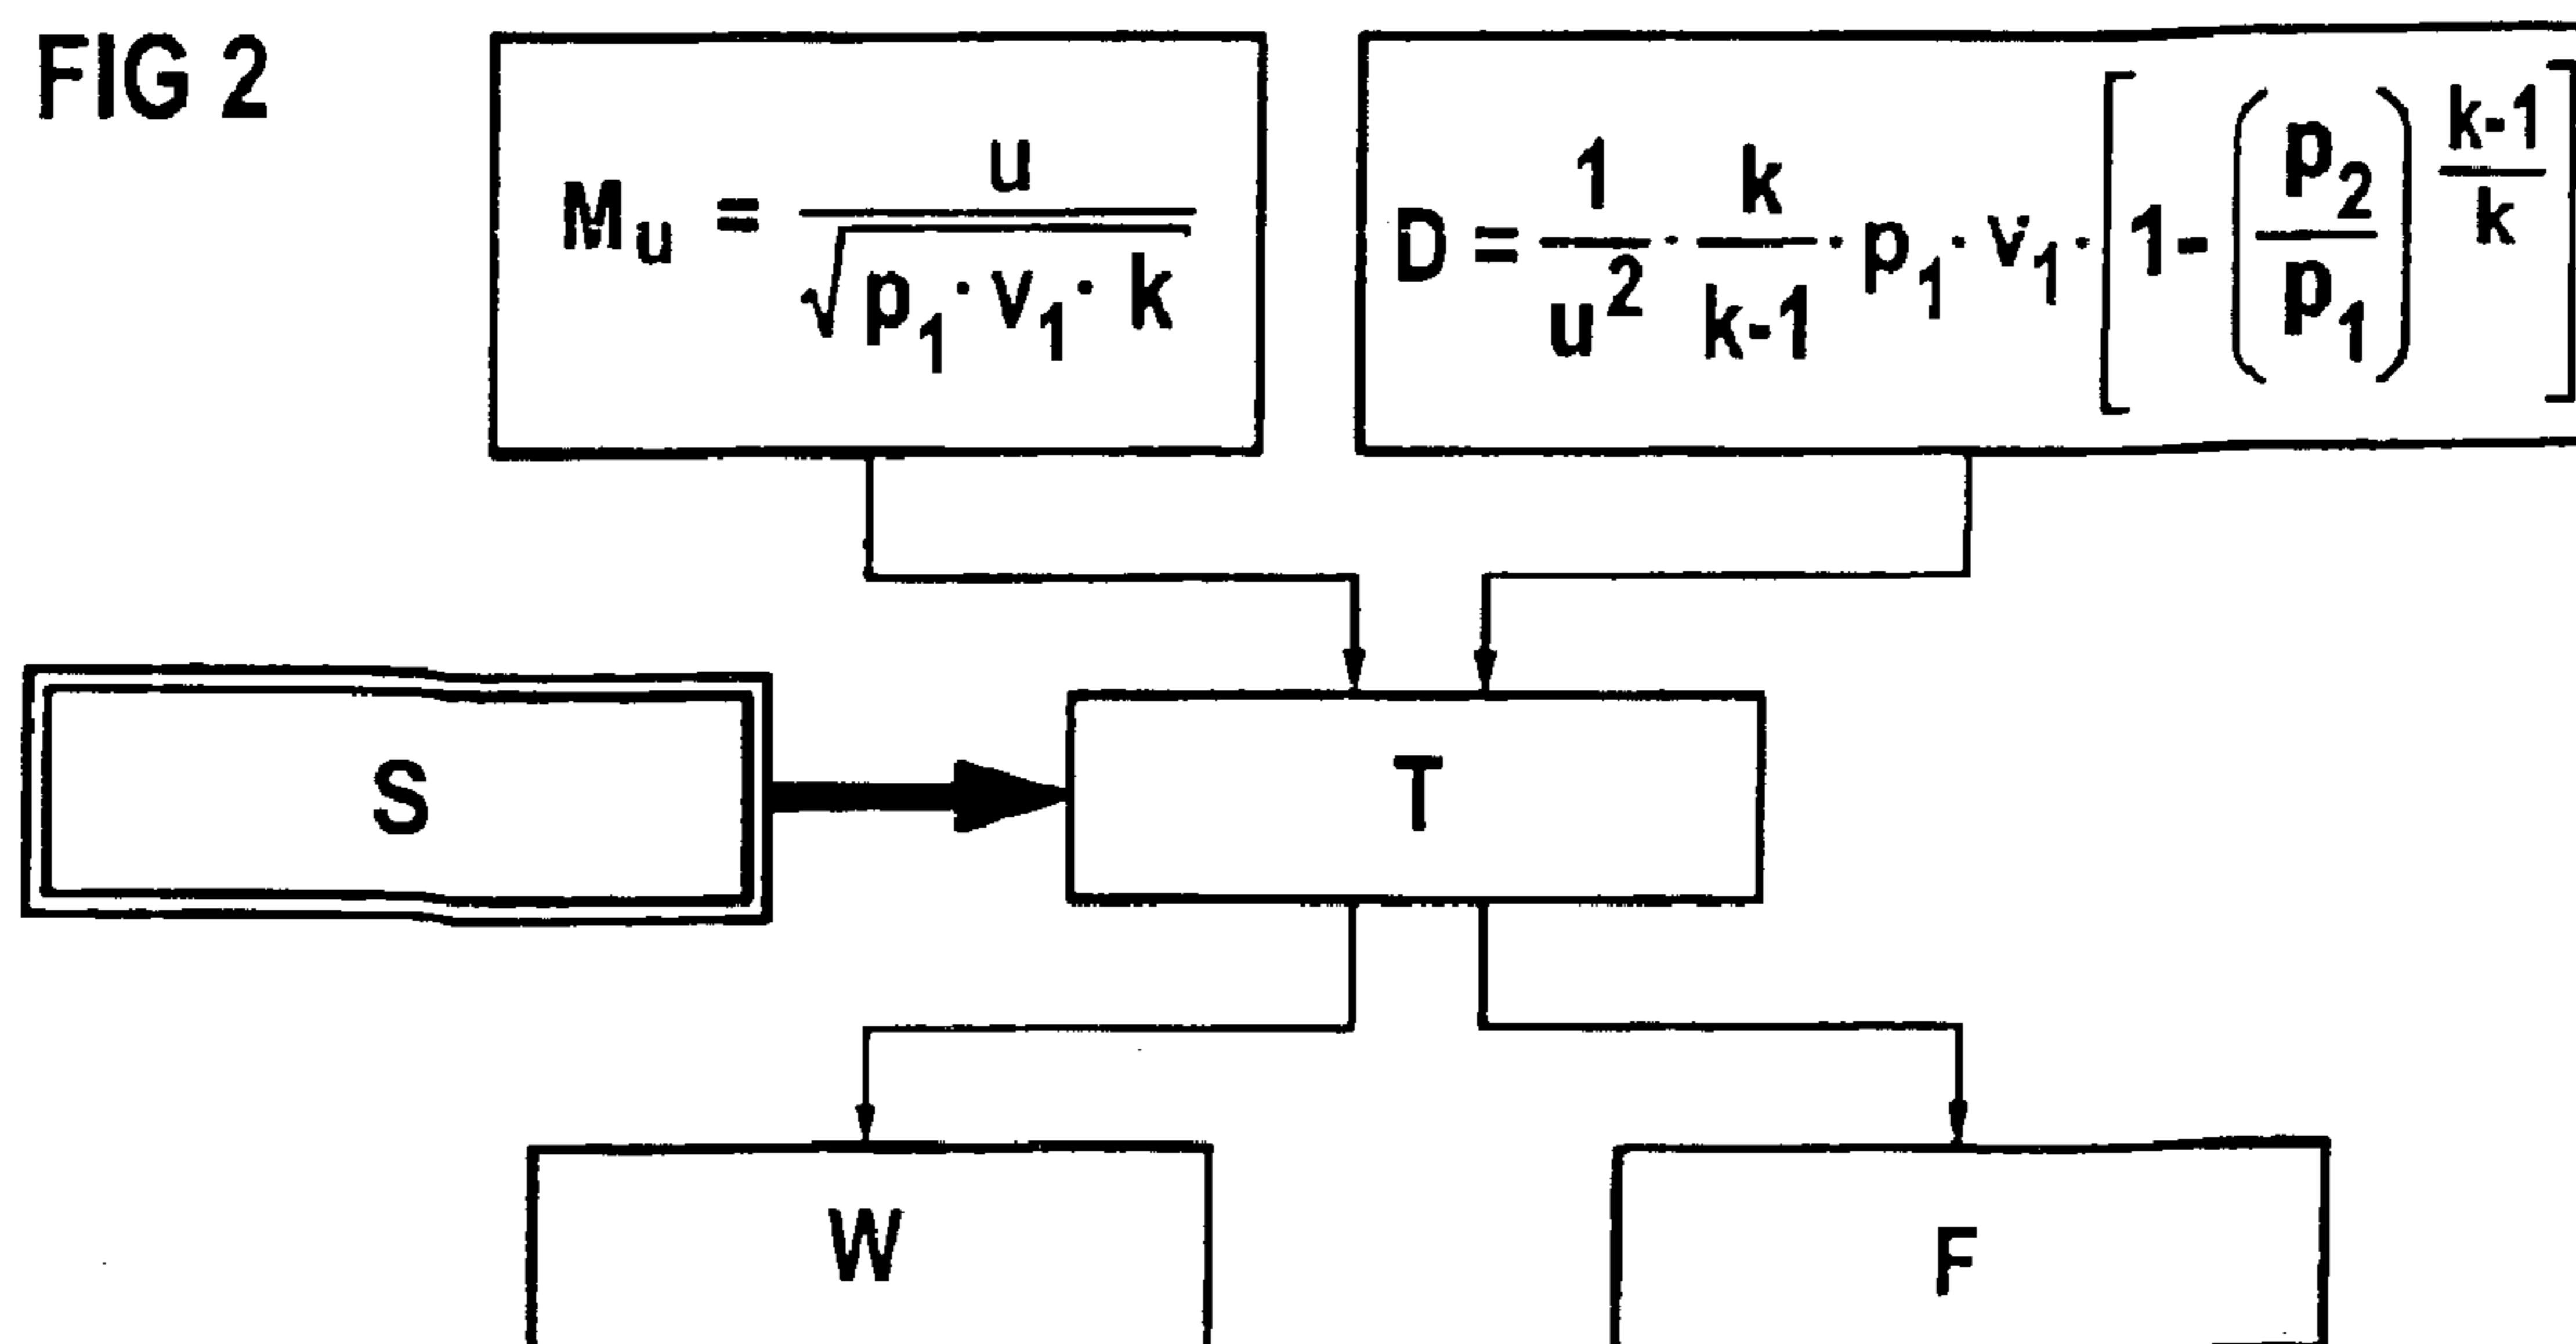 FIG 2
M_u = u / √(p_1 · v_1 · k)
D = 1/u^2 · k/(k-1) · p_1 · v_1 · [1 - (p_2/p_1)^((k-1)/k)]
S
T
W
F